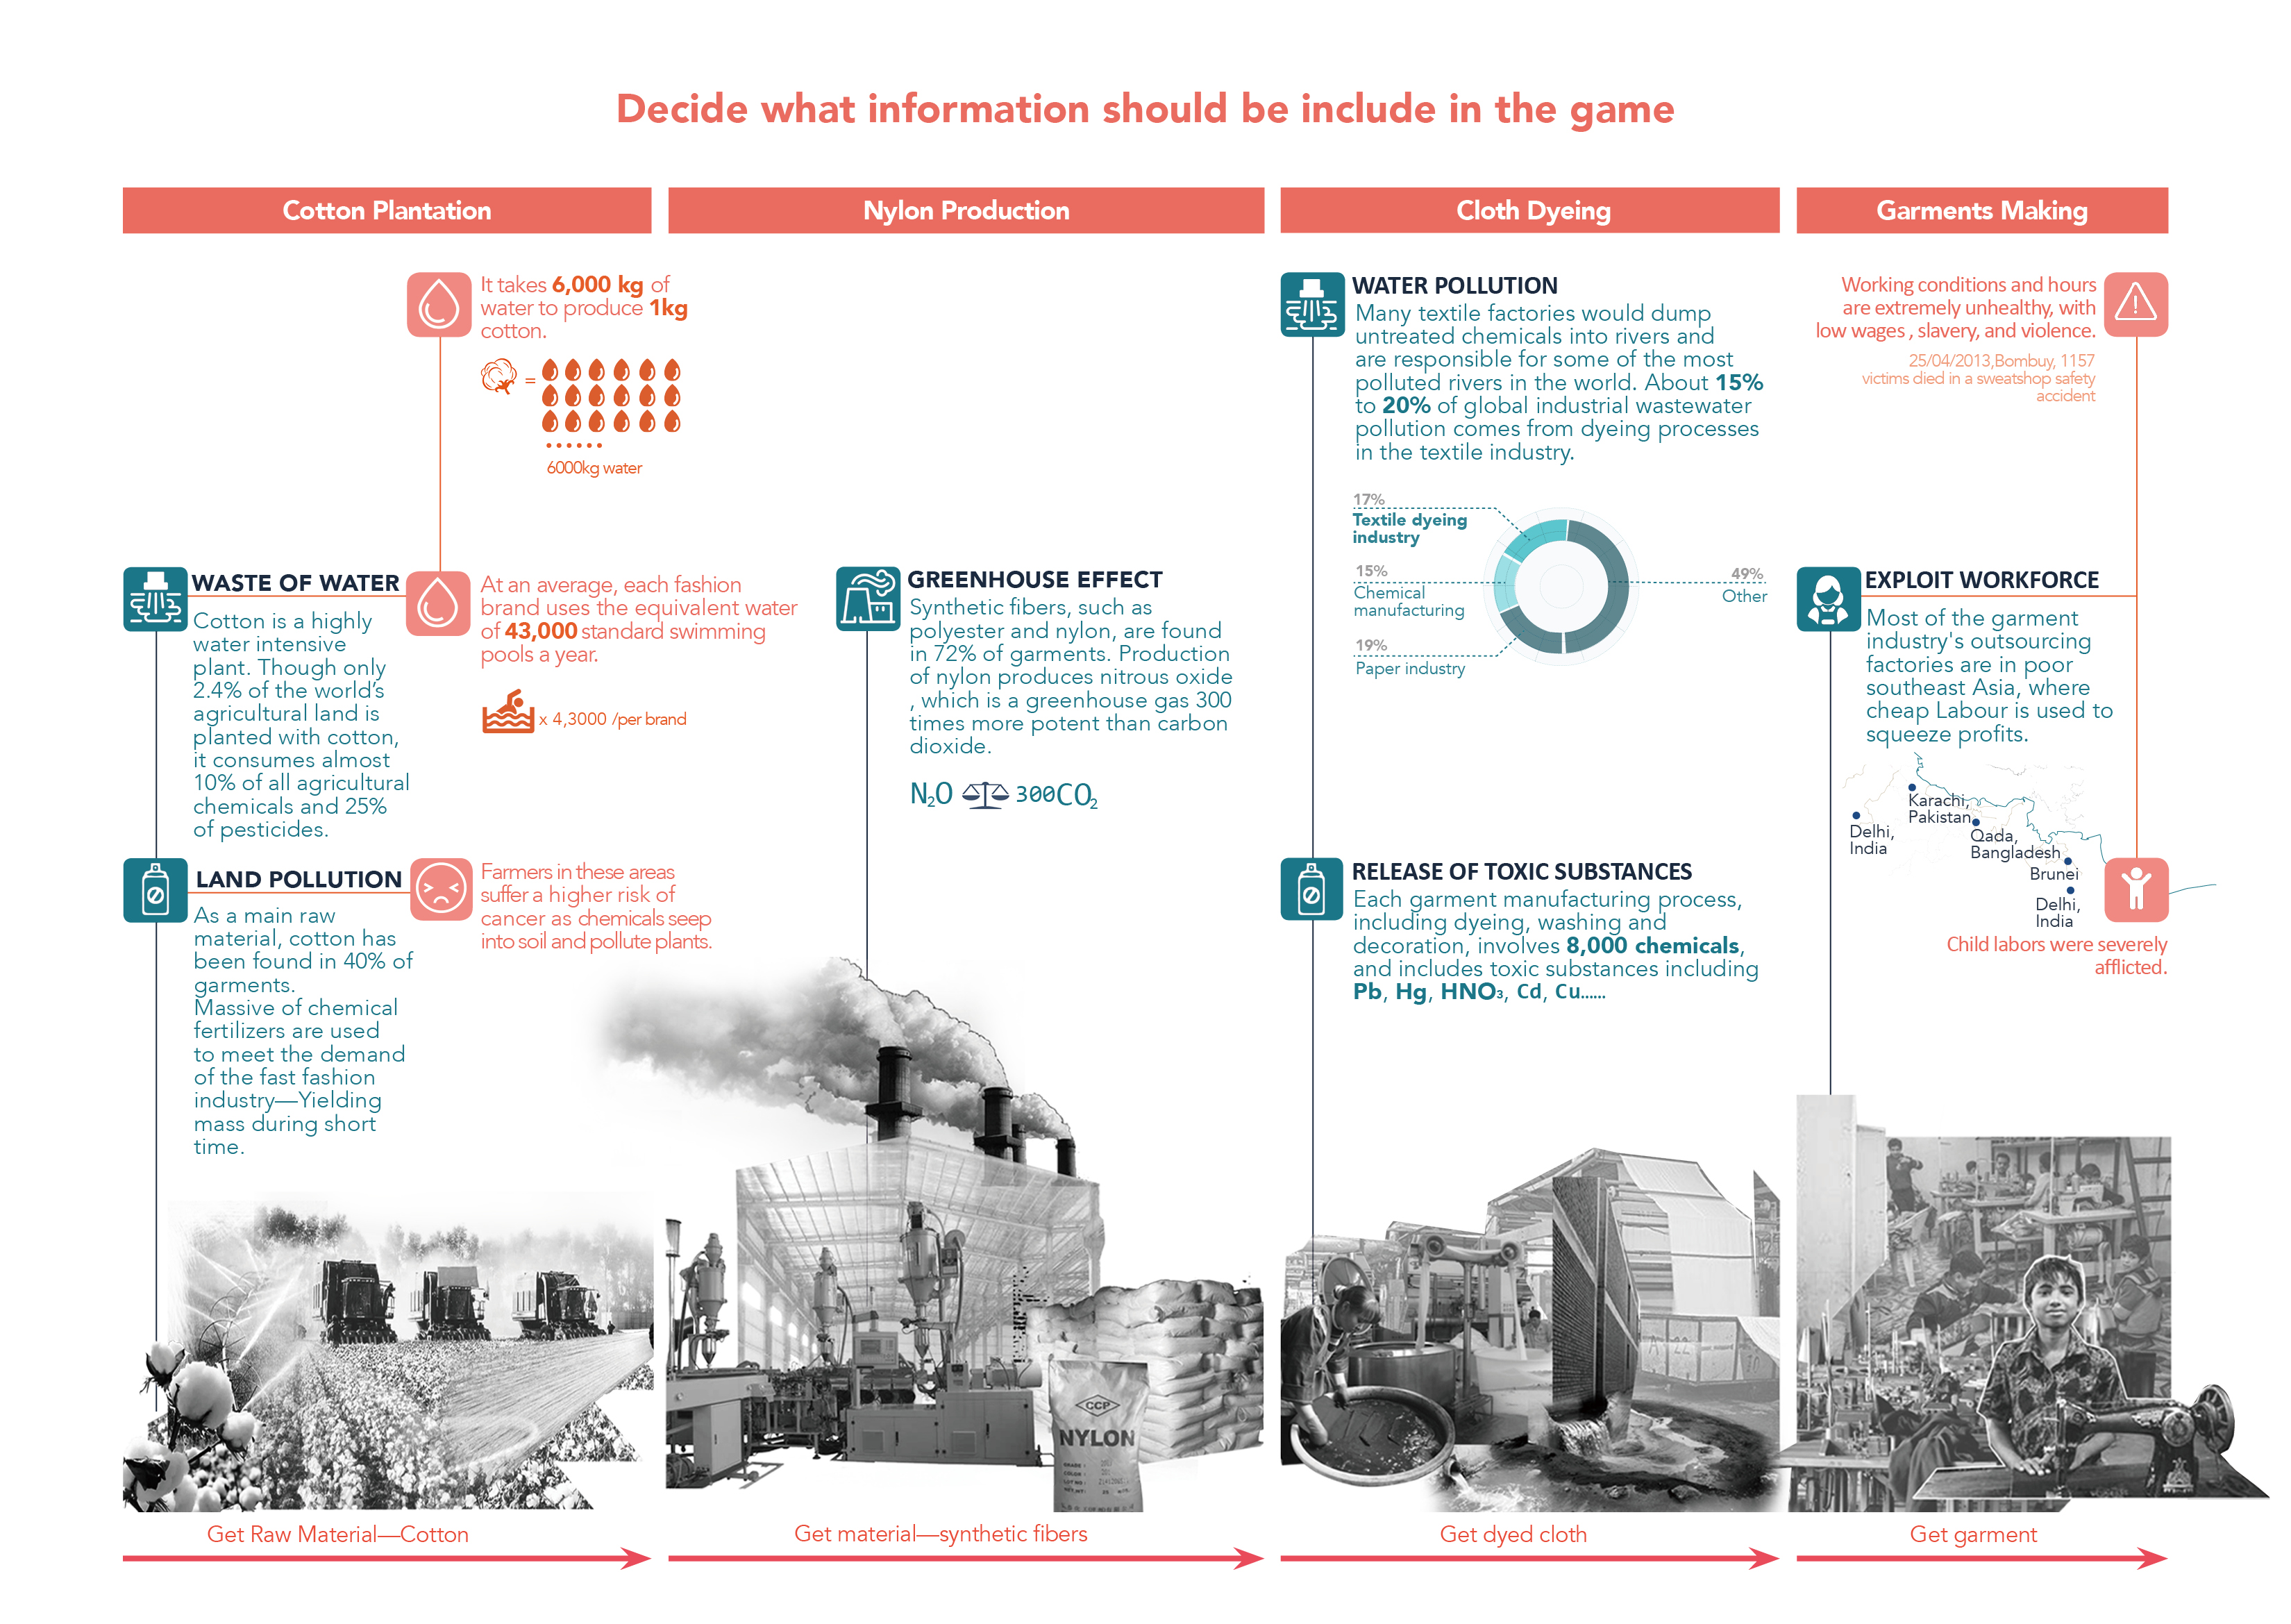 Decide what information should be include in the game
Cotton Plantation
Nylon Production
Cloth Dyeing
Garments Making
It takes 6,000 kg of
water to produce 1kg
cotton.
=
6000kg water
WASTE OF WATER
Cotton is a highly
water intensive
plant. Though only
2.4% of the world’s
agricultural land is
planted with cotton,
it consumes almost
10% of all agricultural
chemicals and 25%
of pesticides.
At an average, each fashion
brand uses the equivalent water
of 43,000 standard swimming
pools a year.
x 4,3000 /per brand
LAND POLLUTION
As a main raw
material, cotton has
been found in 40% of
garments.
Massive of chemical
fertilizers are used
to meet the demand
of the fast fashion
industry—Yielding
mass during short
time.
Farmers in these areas
suffer a higher risk of
cancer as chemicals seep
into soil and pollute plants.
GREENHOUSE EFFECT
Synthetic fibers, such as
polyester and nylon, are found
in 72% of garments. Production
of nylon produces nitrous oxide
, which is a greenhouse gas 300
times more potent than carbon
dioxide.
N₂O 300CO₂
CCP
NYLON
WATER POLLUTION
Many textile factories would dump
untreated chemicals into rivers and
are responsible for some of the most
polluted rivers in the world. About 15%
to 20% of global industrial wastewater
pollution comes from dyeing processes
in the textile industry.
17%
Textile dyeing
industry
15%
Chemical
manufacturing
19%
Paper industry
49%
Other
RELEASE OF TOXIC SUBSTANCES
Each garment manufacturing process,
including dyeing, washing and
decoration, involves 8,000 chemicals,
and includes toxic substances including
Pb, Hg, HNO₃, Cd, Cu......
Working conditions and hours
are extremely unhealthy, with
low wages , slavery, and violence.
25/04/2013,Bombuy, 1157
victims died in a sweatshop safety
accident
EXPLOIT WORKFORCE
Most of the garment
industry's outsourcing
factories are in poor
southeast Asia, where
cheap Labour is used to
squeeze profits.
Karachi,
Pakistan
Delhi,
India
Qada,
Bangladesh
Brunei
Delhi,
India
Child labors were severely
afflicted.
Get Raw Material—Cotton
Get material—synthetic fibers
Get dyed cloth
Get garment